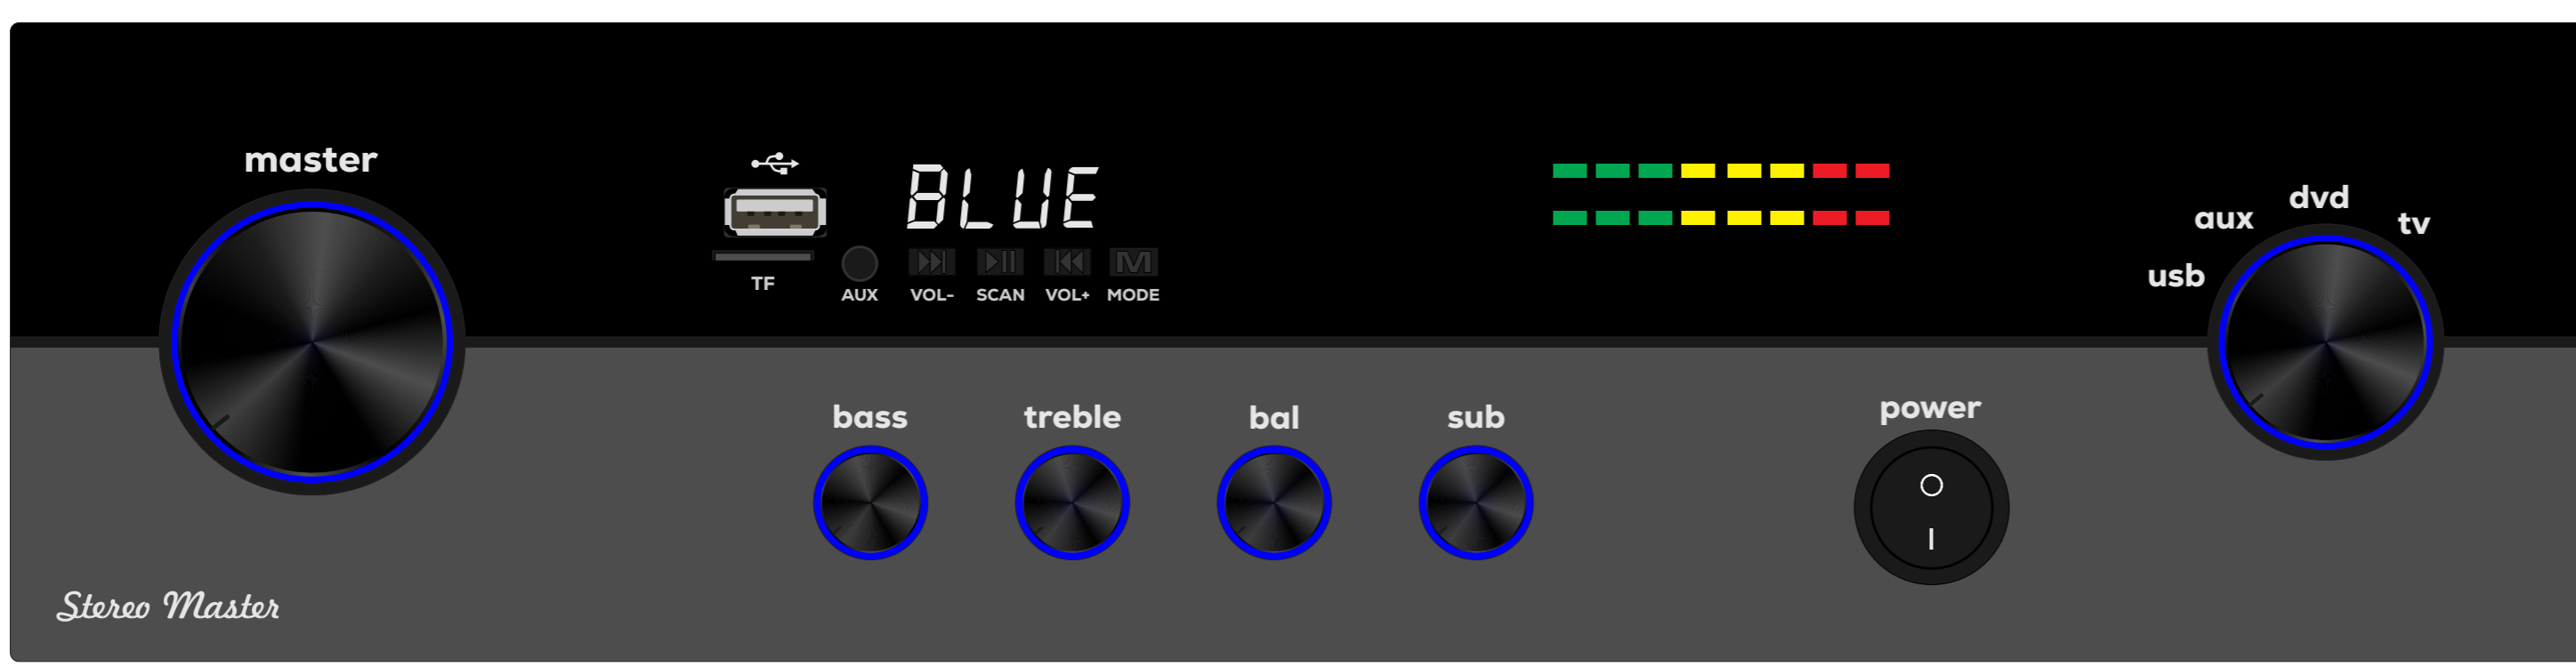 master
BLUE
dvd
aux
tv
usb
TF
AUX
VOL-
SCAN
VOL+
M
MODE
bass
treble
bal
sub
power
Stereo Master